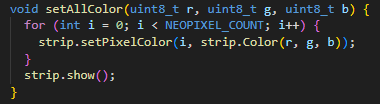 void setAllColor(uint8_t r, uint8_t g, uint8_t b) {
  for (int i = 0; i < NEOPIXEL_COUNT; i++) {
    strip.setPixelColor(i, strip.Color(r, g, b));
  }
  strip.show();
}